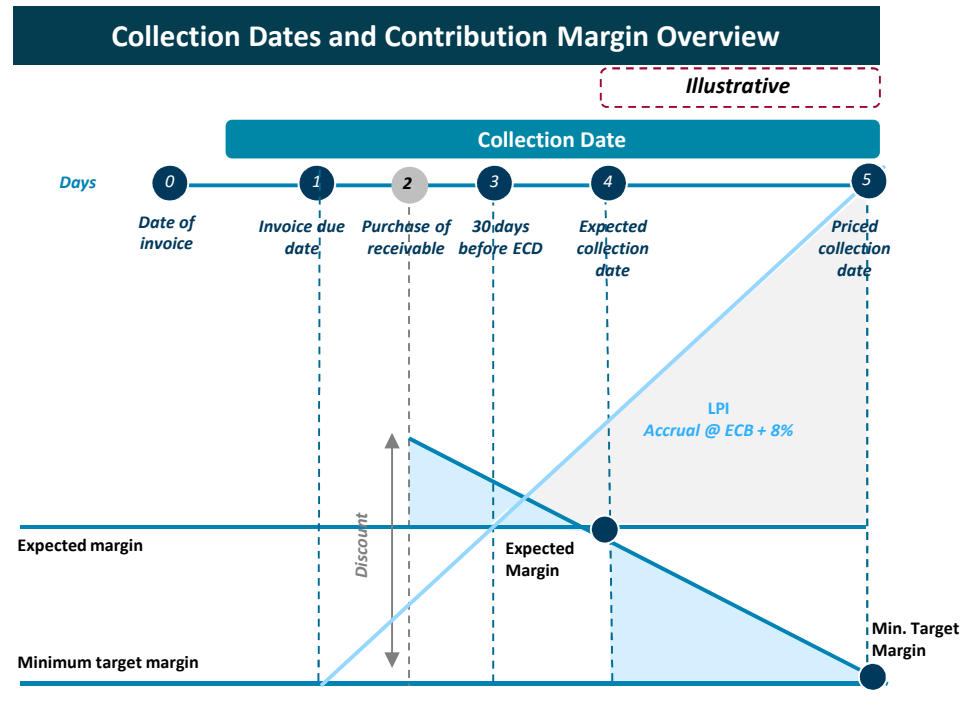 Collection Dates and Contribution Margin Overview
Illustrative
Collection Date
Days
0
1
2
3
4
5
Date of
invoice
Invoice due
date
Purchase of
receivable
30 days
before ECD
Expected
collection
date
Priced
collection
date
LPI
Accrual @ ECB + 8%
Discount
Expected margin
Expected
Margin
Min. Target
Margin
Minimum target margin